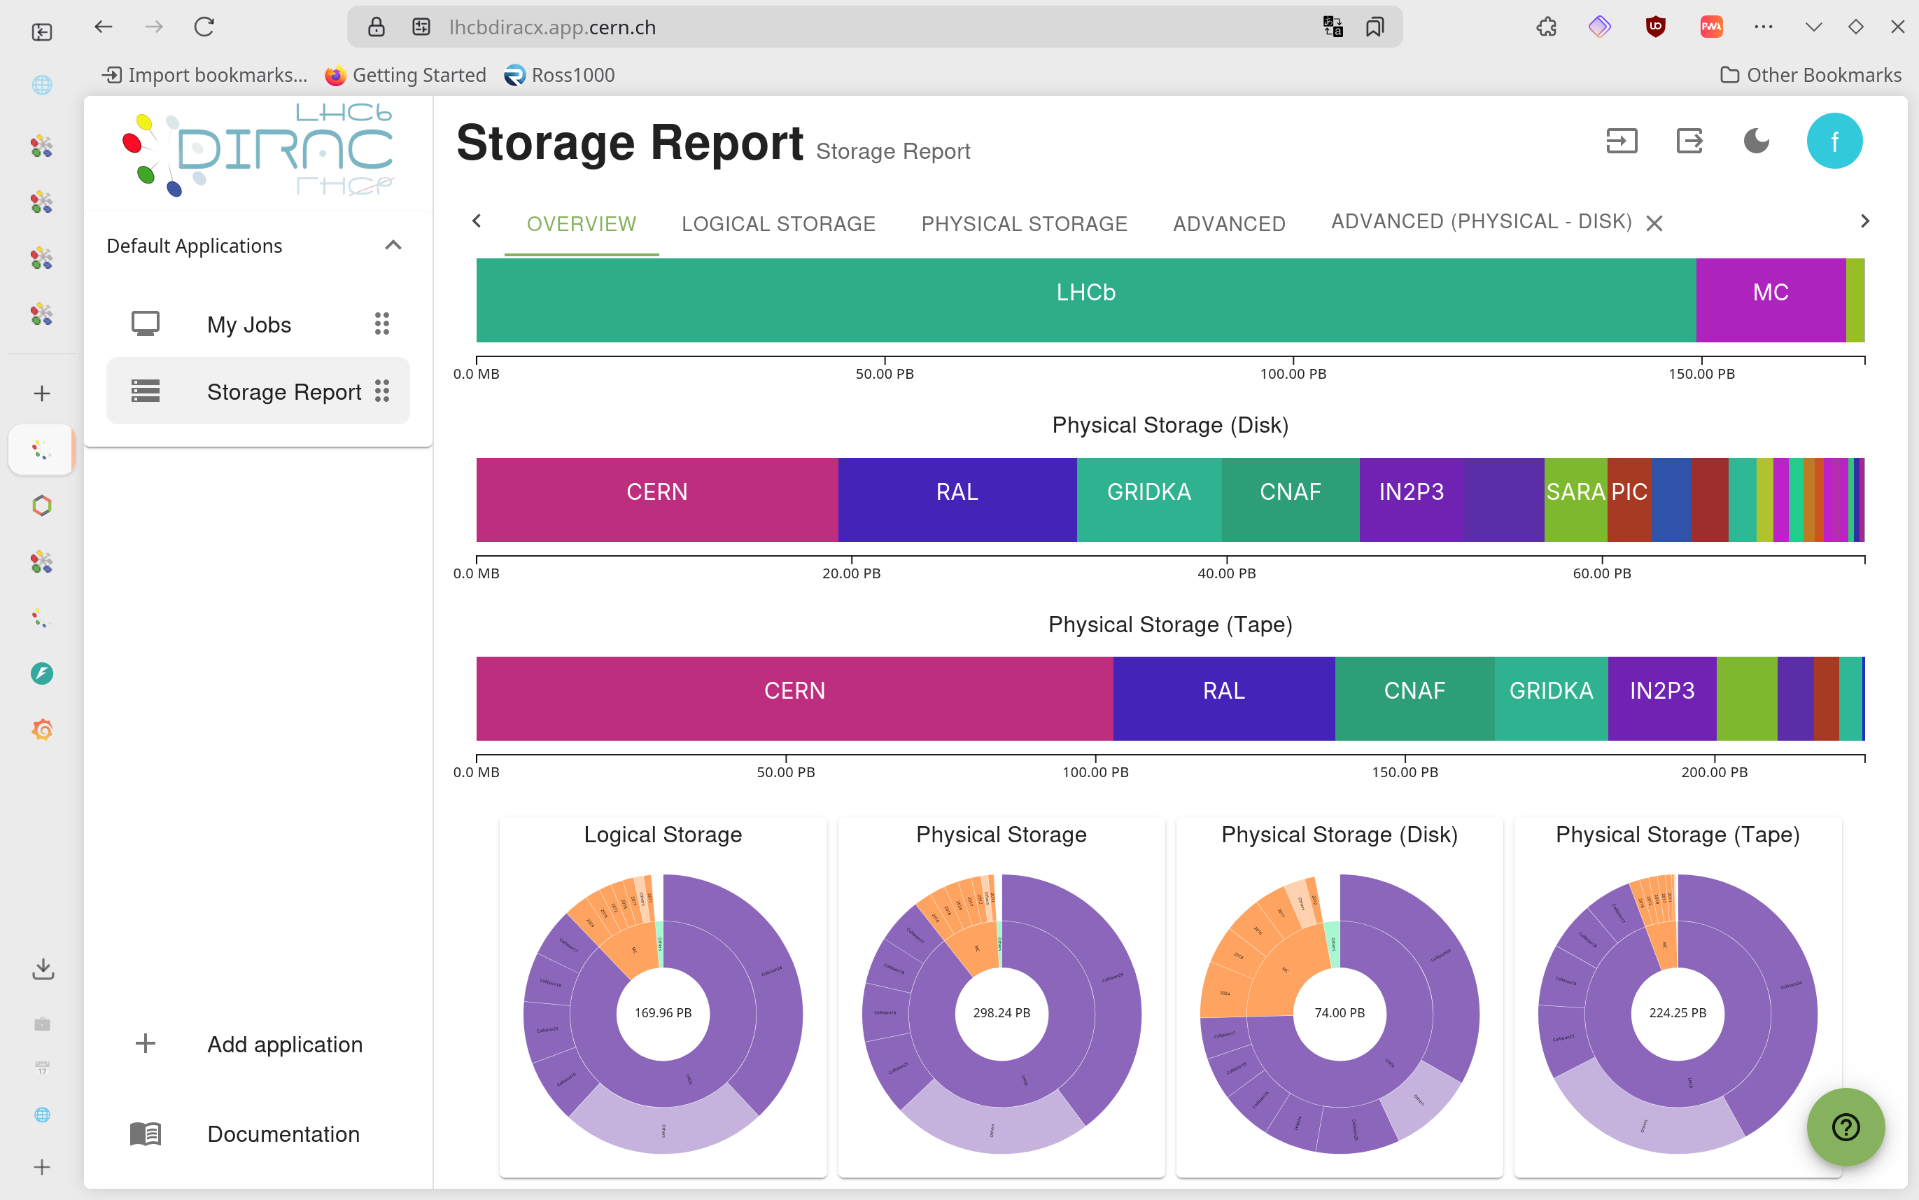 lhcbdiracx.app.cern.ch
Import bookmarks... Getting Started Ross1000 Other Bookmarks
LHCb
DIRAC
Storage Report Storage Report
f
OVERVIEW LOGICAL STORAGE PHYSICAL STORAGE ADVANCED ADVANCED (PHYSICAL - DISK)
Default Applications
My Jobs
Storage Report
LHCb MC
0.0 MB 50.00 PB 100.00 PB 150.00 PB
Physical Storage (Disk)
CERN RAL GRIDKA CNAF IN2P3 SARA PIC
0.0 MB 20.00 PB 40.00 PB 60.00 PB
Physical Storage (Tape)
CERN RAL CNAF GRIDKA IN2P3
0.0 MB 50.00 PB 100.00 PB 150.00 PB 200.00 PB
Logical Storage Physical Storage Physical Storage (Disk) Physical Storage (Tape)
169.96 PB 298.24 PB 74.00 PB 224.25 PB
Add application
Documentation